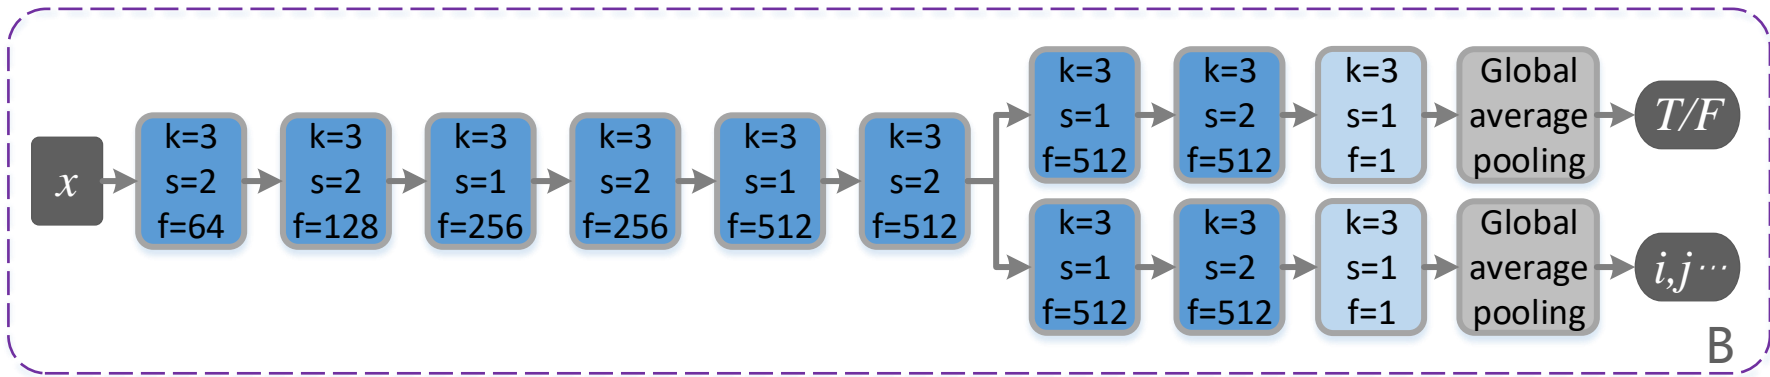 x
k=3
s=2
f=64
k=3
s=2
f=128
k=3
s=1
f=256
k=3
s=2
f=256
k=3
s=1
f=512
k=3
s=2
f=512
k=3
s=1
f=512
k=3
s=2
f=512
k=3
s=1
f=1
Global
average
pooling
T/F
k=3
s=1
f=512
k=3
s=2
f=512
k=3
s=1
f=1
Global
average
pooling
i,j···
B